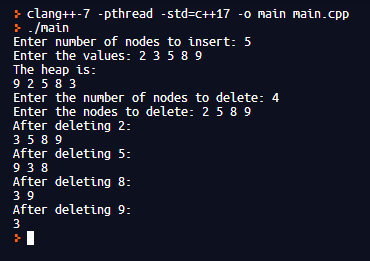 > clang++-7 -pthread -std=c++17 -o main main.cpp
> ./main
Enter number of nodes to insert: 5
Enter the values: 2 3 5 8 9
The heap is:
9 2 5 8 3
Enter the number of nodes to delete: 4
Enter the nodes to delete: 2 5 8 9
After deleting 2:
3 5 8 9
After deleting 5:
9 3 8
After deleting 8:
3 9
After deleting 9:
3
>